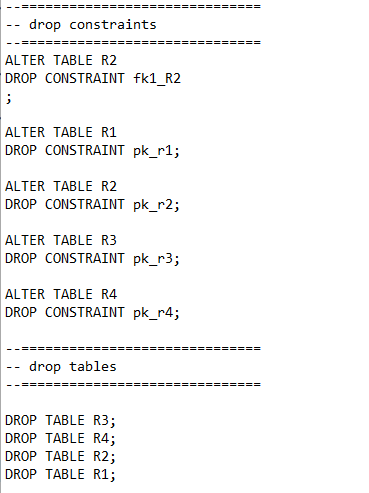 --==============================
-- drop constraints
--==============================
ALTER TABLE R2
DROP CONSTRAINT fk1_R2
;
ALTER TABLE R1
DROP CONSTRAINT pk_r1;
ALTER TABLE R2
DROP CONSTRAINT pk_r2;
ALTER TABLE R3
DROP CONSTRAINT pk_r3;
ALTER TABLE R4
DROP CONSTRAINT pk_r4;
--==============================
-- drop tables
--==============================
DROP TABLE R3;
DROP TABLE R4;
DROP TABLE R2;
DROP TABLE R1;